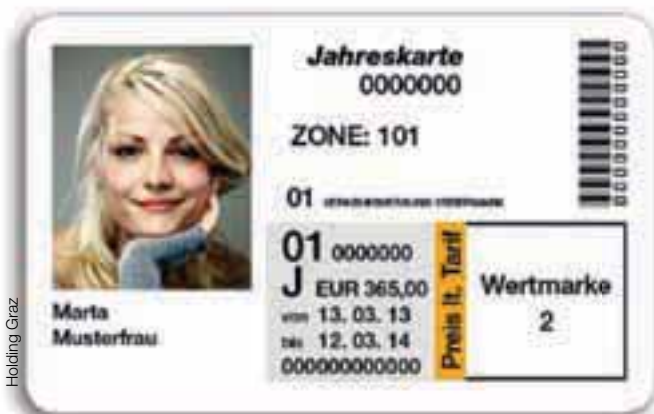 Holding Graz
Marta
Musterfrau
Jahreskarte
0000000
ZONE: 101
01
01 0000000
J EUR 365,00
von 13. 03. 13
bis 12. 03. 14
000000000000
Preis lt. Tarif
Wertmarke
2